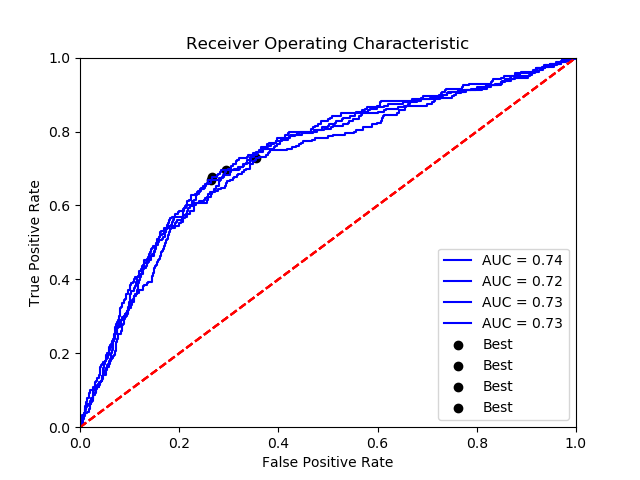 Receiver Operating Characteristic
1.0
0.8
0.6
0.4
0.2
0.0
True Positive Rate
AUC = 0.74
AUC = 0.72
AUC = 0.73
AUC = 0.73
Best
Best
Best
Best
0.0 0.2 0.4 0.6 0.8 1.0
False Positive Rate